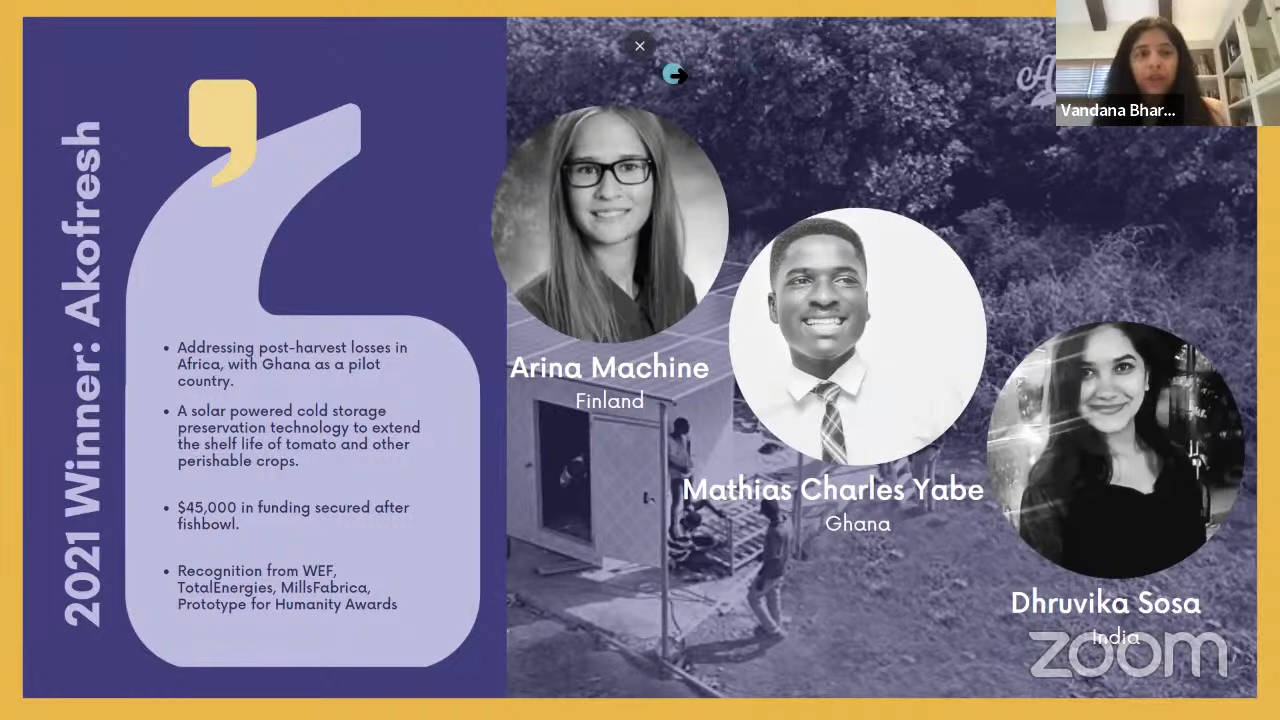 2021 Winner: Akofresh
• Addressing post-harvest losses in
Africa, with Ghana as a pilot
country.
• A solar powered cold storage
preservation technology to extend
the shelf life of tomato and other
perishable crops.
• $45,000 in funding secured after
fishbowl.
• Recognition from WEF,
TotalEnergies, MillsFabrica,
Prototype for Humanity Awards
Arina Machine
Finland
Mathias Charles Yabe
Ghana
Dhruvika Sosa
India
Vandana Bhar...
zoom